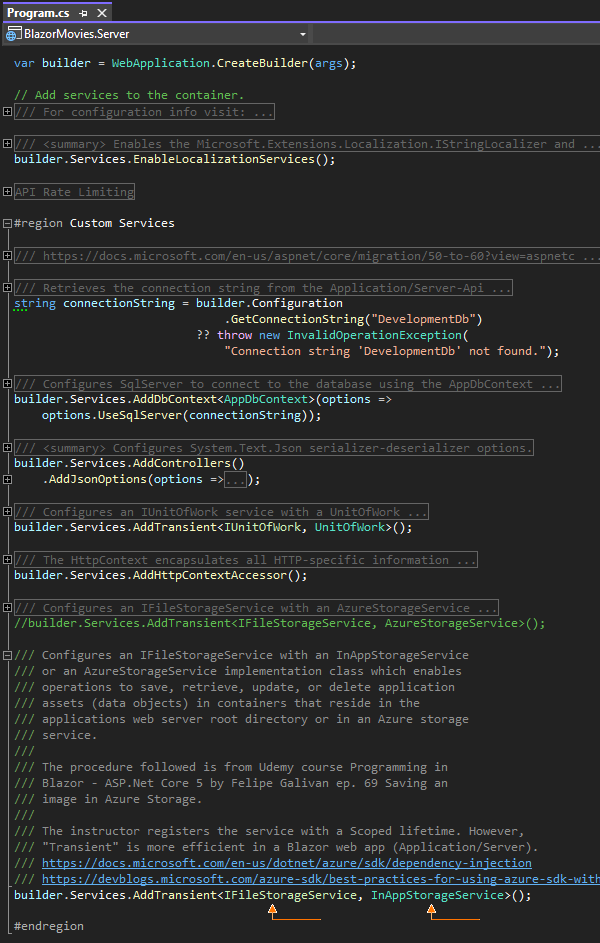 Program.cs
BlazorMovies.Server
var builder = WebApplication.CreateBuilder(args);
// Add services to the container.
/// For configuration info visit: ...
/// <summary> Enables the Microsoft.Extensions.Localization.IStringLocalizer and ...
builder.Services.EnableLocalizationServices();
API Rate Limiting
#region Custom Services
/// https://docs.microsoft.com/en-us/aspnet/core/migration/50-to-60?view=aspnetc ...
/// Retrieves the connection string from the Application/Server-Api ...
string connectionString = builder.Configuration
.GetConnectionString("DevelopmentDb")
?? throw new InvalidOperationException(
"Connection string 'DevelopmentDb' not found.");
/// Configures SqlServer to connect to the database using the AppDbContext ...
builder.Services.AddDbContext<AppDbContext>(options =>
options.UseSqlServer(connectionString));
/// <summary> Configures System.Text.Json serializer-deserializer options.
builder.Services.AddControllers()
.AddJsonOptions(options =>...);
/// Configures an IUnitOfWork service with a UnitOfWork ...
builder.Services.AddTransient<IUnitOfWork, UnitOfWork>();
/// The HttpContext encapsulates all HTTP-specific information ...
builder.Services.AddHttpContextAccessor();
/// Configures an IFileStorageService with an AzureStorageService ...
//builder.Services.AddTransient<IFileStorageService, AzureStorageService>();
/// Configures an IFileStorageService with an InAppStorageService
/// or an AzureStorageService implementation class which enables
/// operations to save, retrieve, update, or delete application
/// assets (data objects) in containers that reside in the
/// applications web server root directory or in an Azure storage
/// service.
///
/// The procedure followed is from Udemy course Programming in
/// Blazor - ASP.Net Core 5 by Felipe Galivan ep. 69 Saving an
/// image in Azure Storage.
///
/// The instructor registers the service with a Scoped lifetime. However,
/// "Transient" is more efficient in a Blazor web app (Application/Server).
/// https://docs.microsoft.com/en-us/dotnet/azure/sdk/dependency-injection
/// https://devblogs.microsoft.com/azure-sdk/best-practices-for-using-azure-sdk-with
builder.Services.AddTransient<IFileStorageService, InAppStorageService>();
#endregion